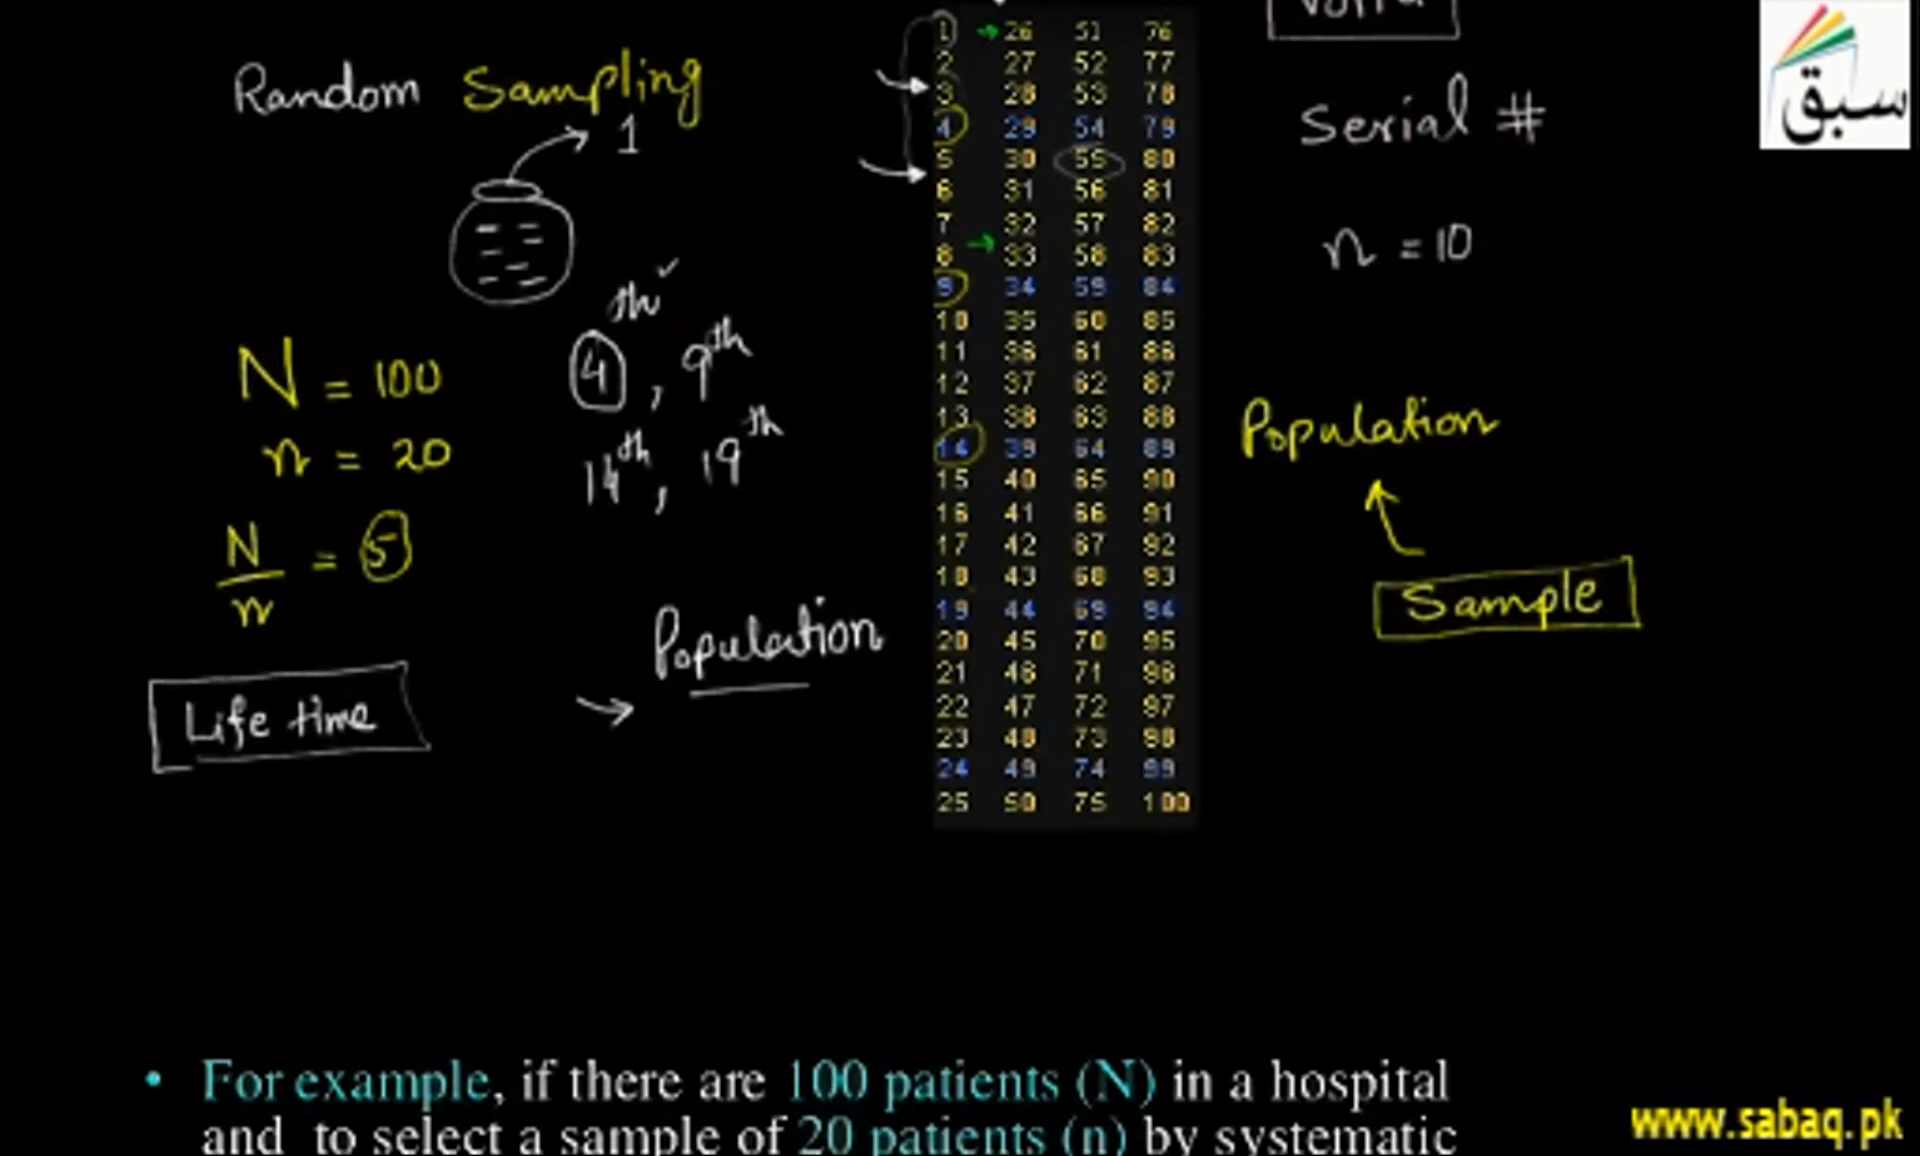 Random Sampling
1
N = 100
n = 20
N/n = 5
4th, 9th
14th, 19th
Life time
Population
1 26 51 76
2 27 52 77
3 28 53 78
4 29 54 79
5 30 55 80
6 31 56 81
7 32 57 82
8 33 58 83
9 34 59 84
10 35 60 85
11 36 61 86
12 37 62 87
13 38 63 88
14 39 64 89
15 40 65 90
16 41 66 91
17 42 67 92
18 43 68 93
19 44 69 94
20 45 70 95
21 46 71 96
22 47 72 97
23 48 73 98
24 49 74 99
25 50 75 100
Serial #
n = 10
Population
Sample
سبق
• For example, if there are 100 patients (N) in a hospital
and to select a sample of 20 patients (n) by systematic
www.sabaq.pk